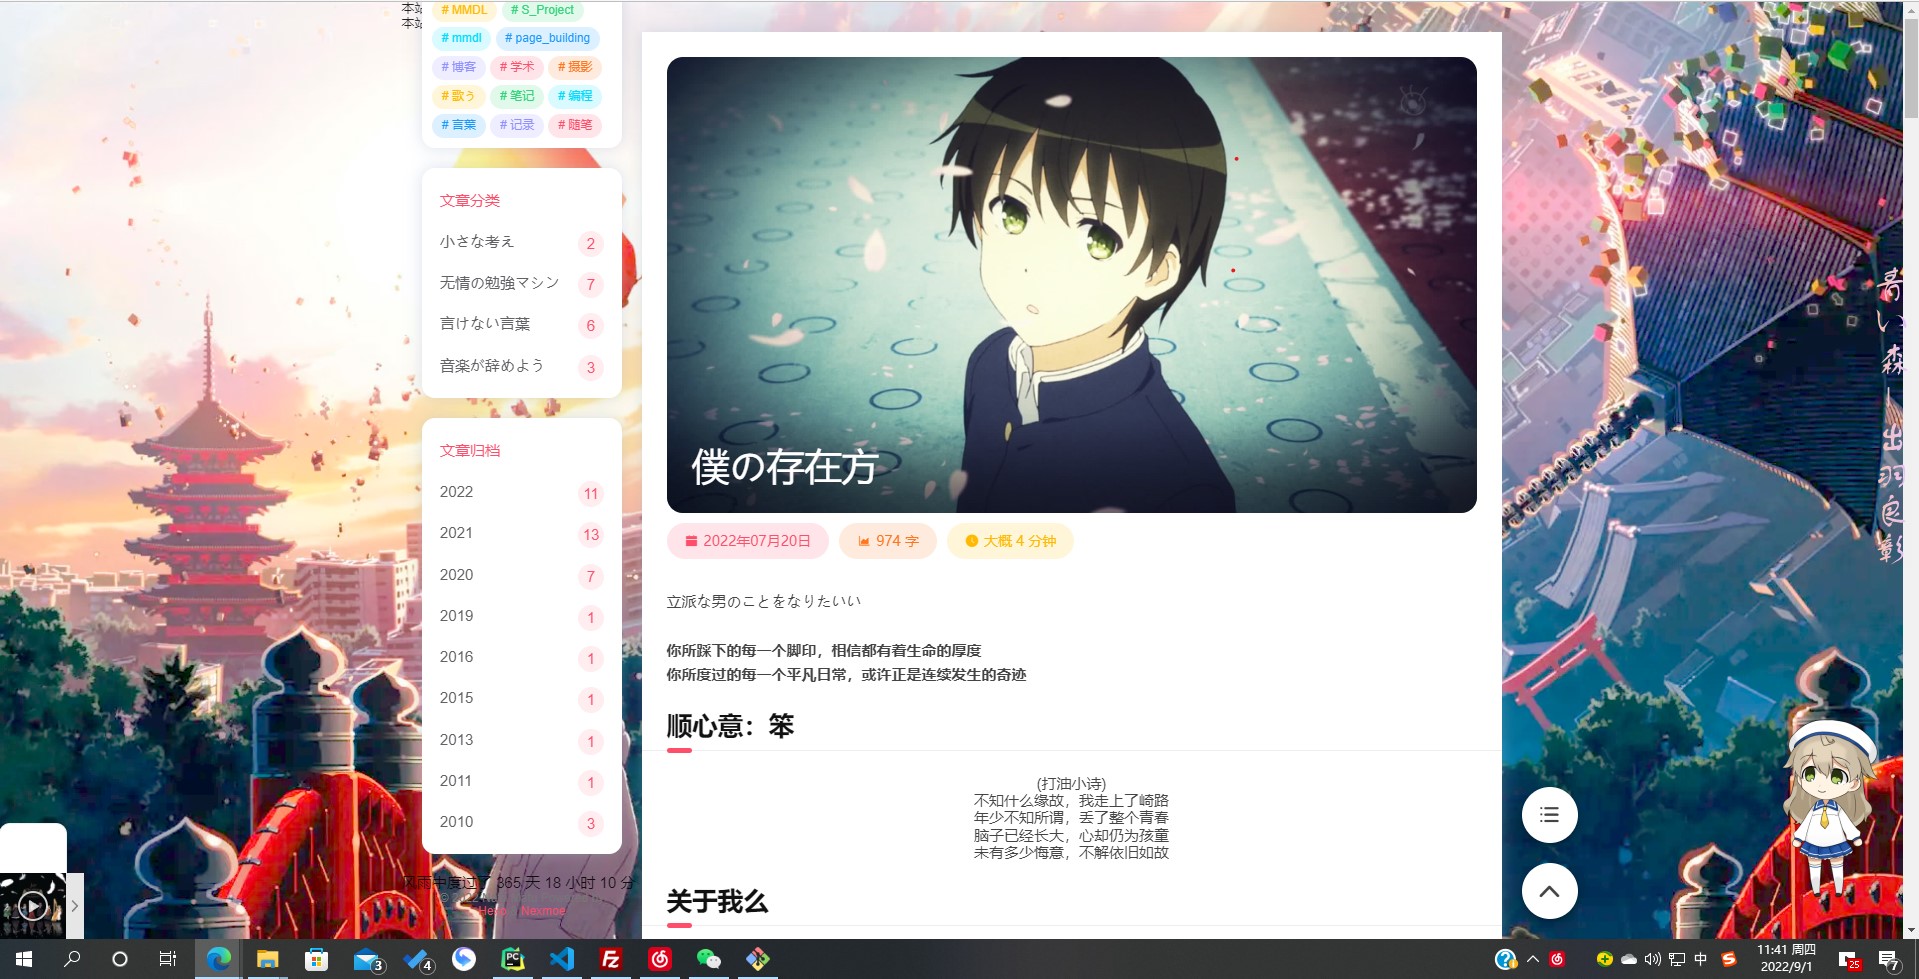 本站
本站
# MMDL # S_Project
# mmdl # page_building
# 博客 # 学术 # 摄影
# 歌う # 笔记 # 编程
# 言葉 # 记录 # 随笔
文章分类
小さな考え 2
无情の勉強マシン 7
言けない言葉 6
音楽が辞めよう 3
文章归档
2022 11
2021 13
2020 7
2019 1
2016 1
2015 1
2013 1
2011 1
2010 3
风雨中度过了 365 天 18 小时 10 分
Nexmoe
僕の存在方
2022年07月20日 974 字 大概 4 分钟
立派な男のことをなりたいい
你所踩下的每一个脚印，相信都有着生命的厚度
你所度过的每一个平凡日常，或许正是连续发生的奇迹
顺心意：笨
(打油小诗)
不知什么缘故，我走上了崎路
年少不知所谓，丢了整个青春
脑子已经长大，心却仍为孩童
未有多少悔意，不解依旧如故
关于我么
青い森—出羽良彰
3
4
PC
FZ
中
11:41 周四
2022/9/1
25
7